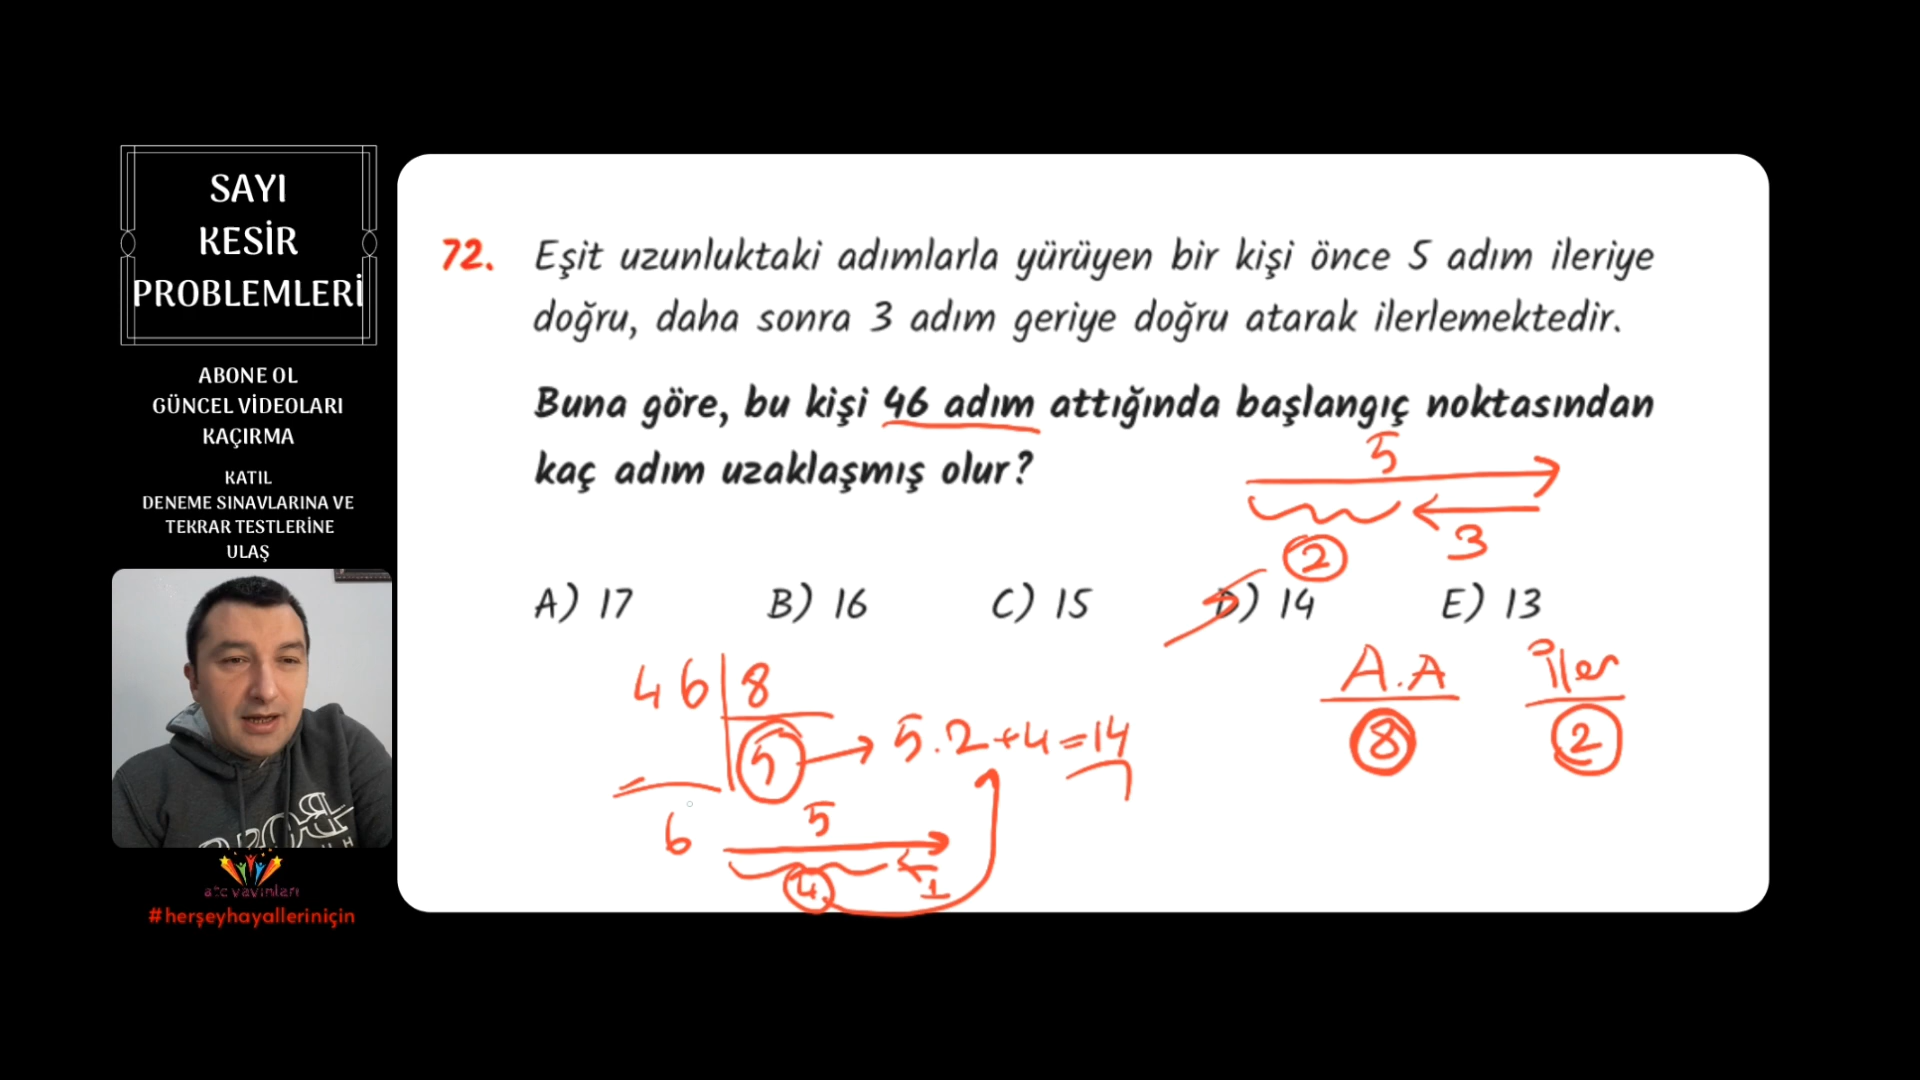 SAYI
KESİR
PROBLEMLERİ
ABONE OL
GÜNCEL VİDEOLARI
KAÇIRMA
KATIL
DENEME SINAVLARINA VE
TEKRAR TESTLERİNE
ULAŞ
atc yayınları
#herşeyhayalleriniçin
72. Eşit uzunluktaki adımlarla yürüyen bir kişi önce 5 adım ileriye
doğru, daha sonra 3 adım geriye doğru atarak ilerlemektedir.
Buna göre, bu kişi 46 adım attığında başlangıç noktasından
kaç adım uzaklaşmış olur?
5
3
2
A) 17 B) 16 C) 15 D) 14 E) 13
A.A iler
8 2
46 8
5 → 5.2+4=14
6
5
4 1